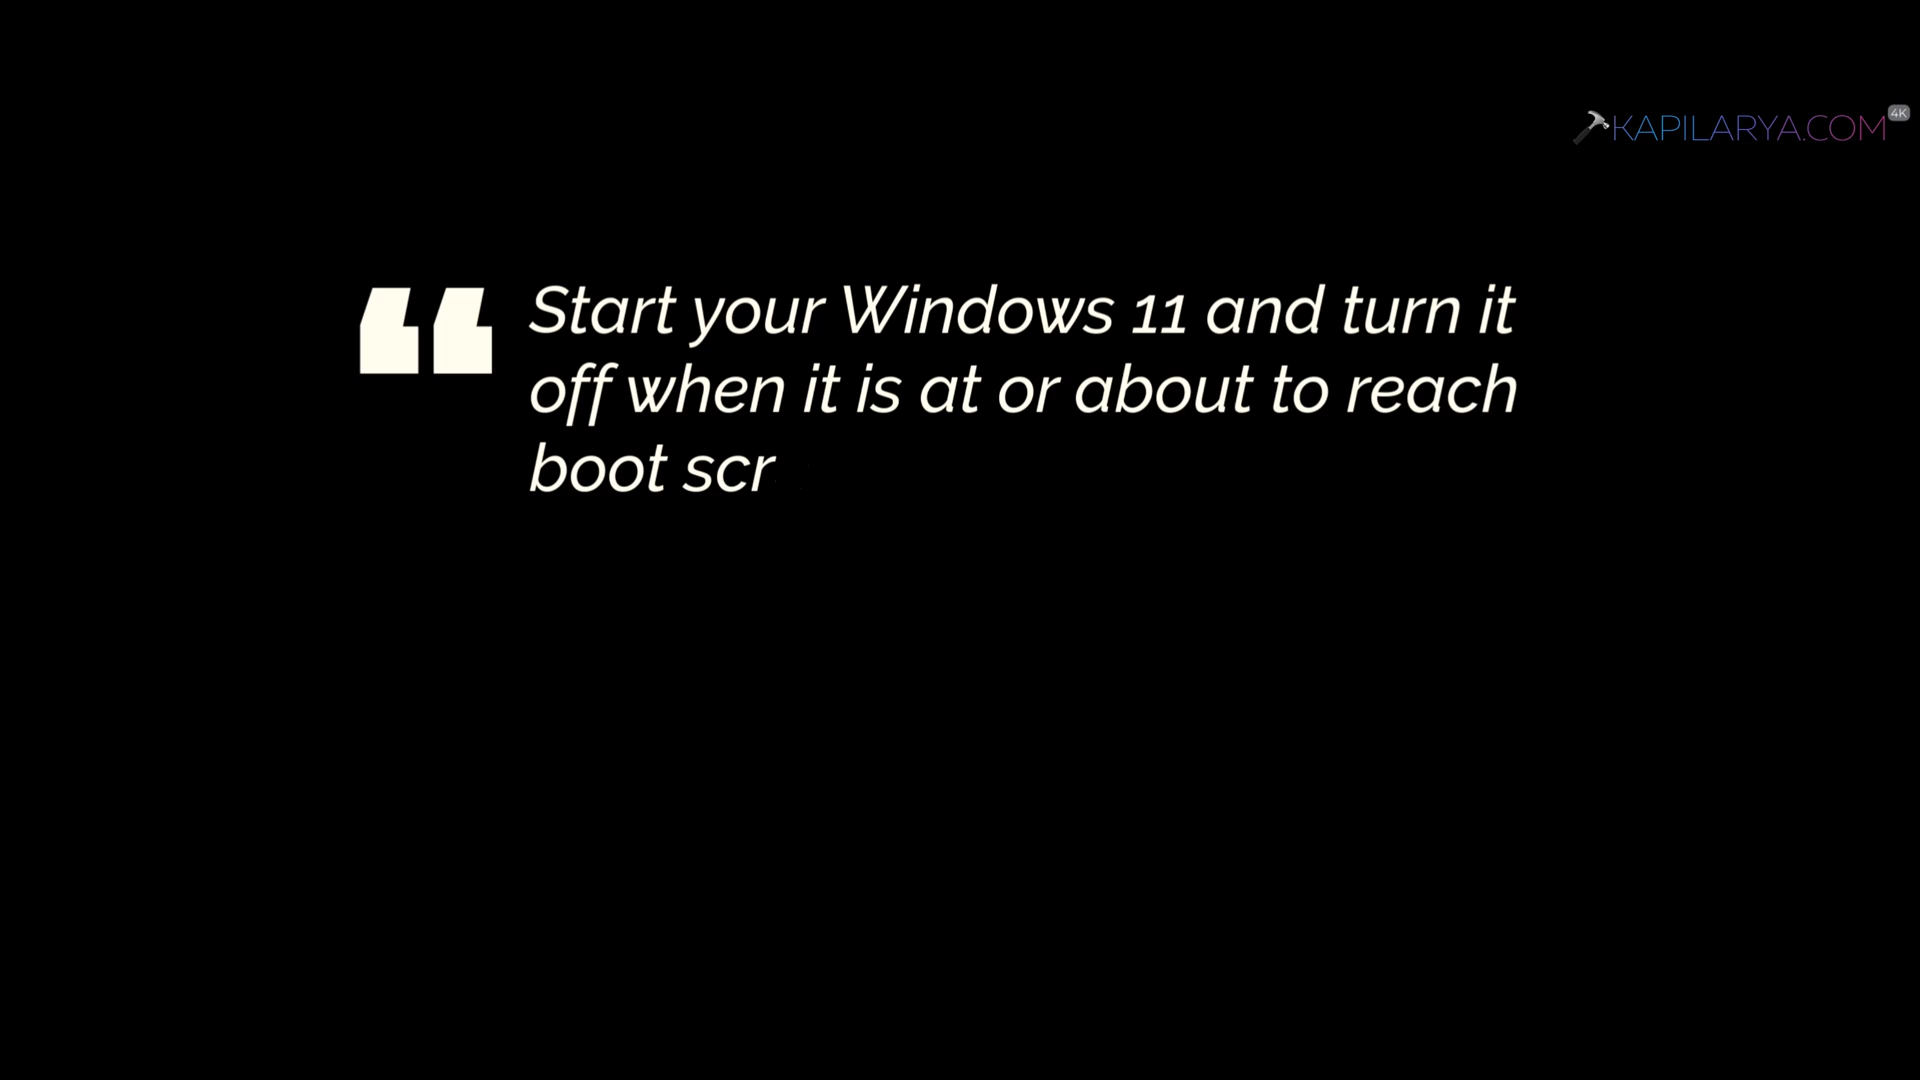 KAPILARYA.COM 4K
“Start your Windows 11 and turn it
off when it is at or about to reach
boot scr